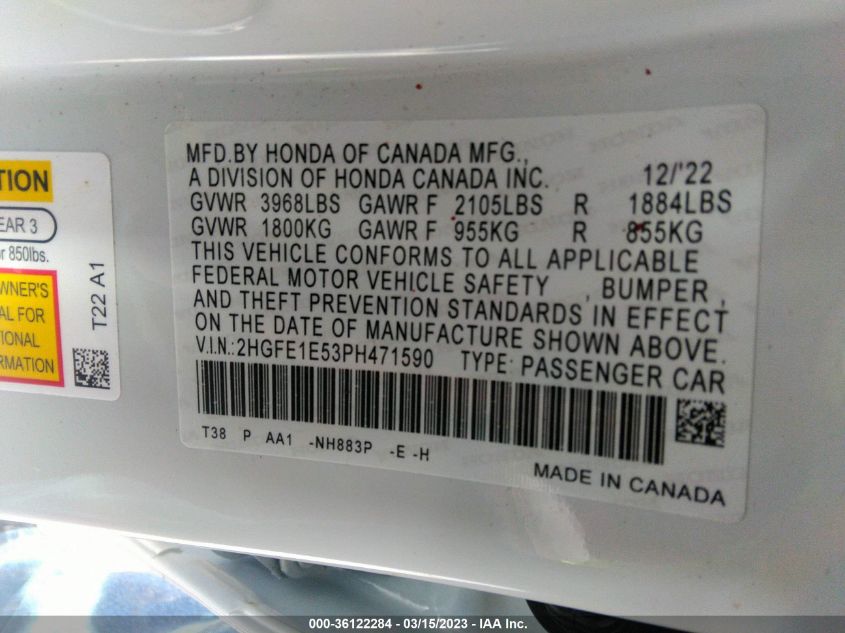 TION
EAR 3
r 850lbs.
WNER'S
AL FOR
TIONAL
RMATION
T22 A1
MFD.BY HONDA OF CANADA MFG.,
A DIVISION OF HONDA CANADA INC. 12/'22
GVWR 3968LBS GAWR F 2105LBS R 1884LBS
GVWR 1800KG GAWR F 955KG R 855KG
THIS VEHICLE CONFORMS TO ALL APPLICABLE
FEDERAL MOTOR VEHICLE SAFETY , BUMPER ,
AND THEFT PREVENTION STANDARDS IN EFFECT
ON THE DATE OF MANUFACTURE SHOWN ABOVE.
V.I.N.:2HGFE1E53PH471590 TYPE: PASSENGER CAR
T38 P AA1 -NH883P -E -H
MADE IN CANADA
000-36122284 - 03/15/2023 - IAA Inc.